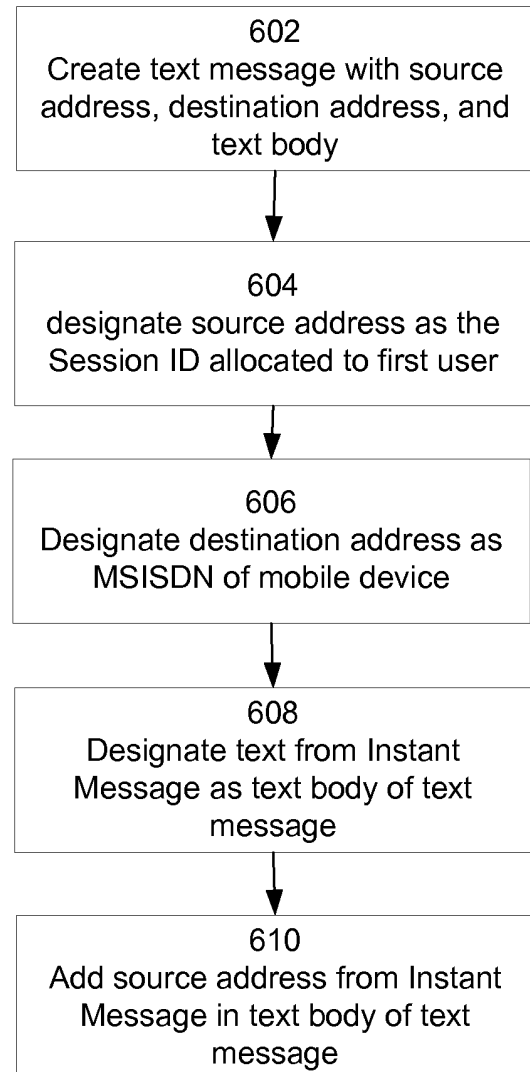 602
Create text message with source
address, destination address, and
text body
604
designate source address as the
Session ID allocated to first user
606
Designate destination address as
MSISDN of mobile device
608
Designate text from Instant
Message as text body of text
message
610
Add source address from Instant
Message in text body of text
message